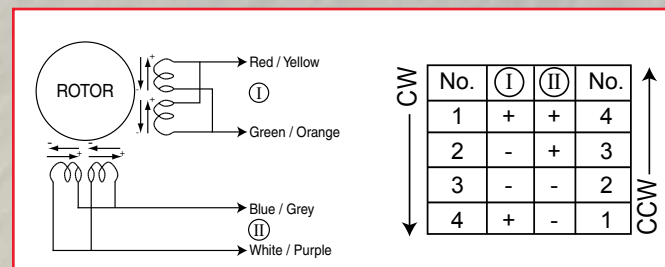 Red / Yellow
ROTOR
Ⓘ
Green / Orange
Blue / Grey
Ⓘⓘ
White / Purple
CW
No. Ⓘ Ⅱ No.
1 + + 4
2 - + 3
3 - - 2
4 + - 1
CCW
+
-
+
-
- + - +